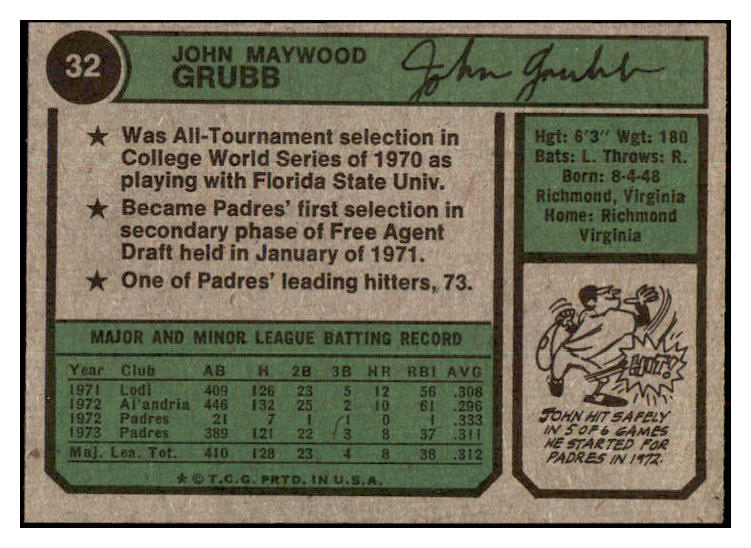 32
JOHN MAYWOOD
GRUBB
John Grubb
★ Was All-Tournament selection in
College World Series of 1970 as
playing with Florida State Univ.
★ Became Padres' first selection in
secondary phase of Free Agent
Draft held in January of 1971.
★ One of Padres' leading hitters, 73.
Hgt: 6'3" Wgt: 180
Bats: L. Throws: R.
Born: 8-4-48
Richmond, Virginia
Home: Richmond
Virginia
MAJOR AND MINOR LEAGUE BATTING RECORD
Year Club AB H 2B 3B HR RBI AVG
1971 Lodi 409 126 23 5 12 56 .308
1972 Al'andria 446 132 25 2 10 61 .296
1972 Padres 21 7 1 1 0 1 .333
1973 Padres 389 121 22 3 8 37 .311
Maj. Lea. Tot. 410 128 23 4 8 38 .312
★ © T.C.G. PRTD. IN U.S.A.
HIT!
JOHN HIT SAFELY
IN 5 OF 6 GAMES
HE STARTED FOR
PADRES IN 1972.